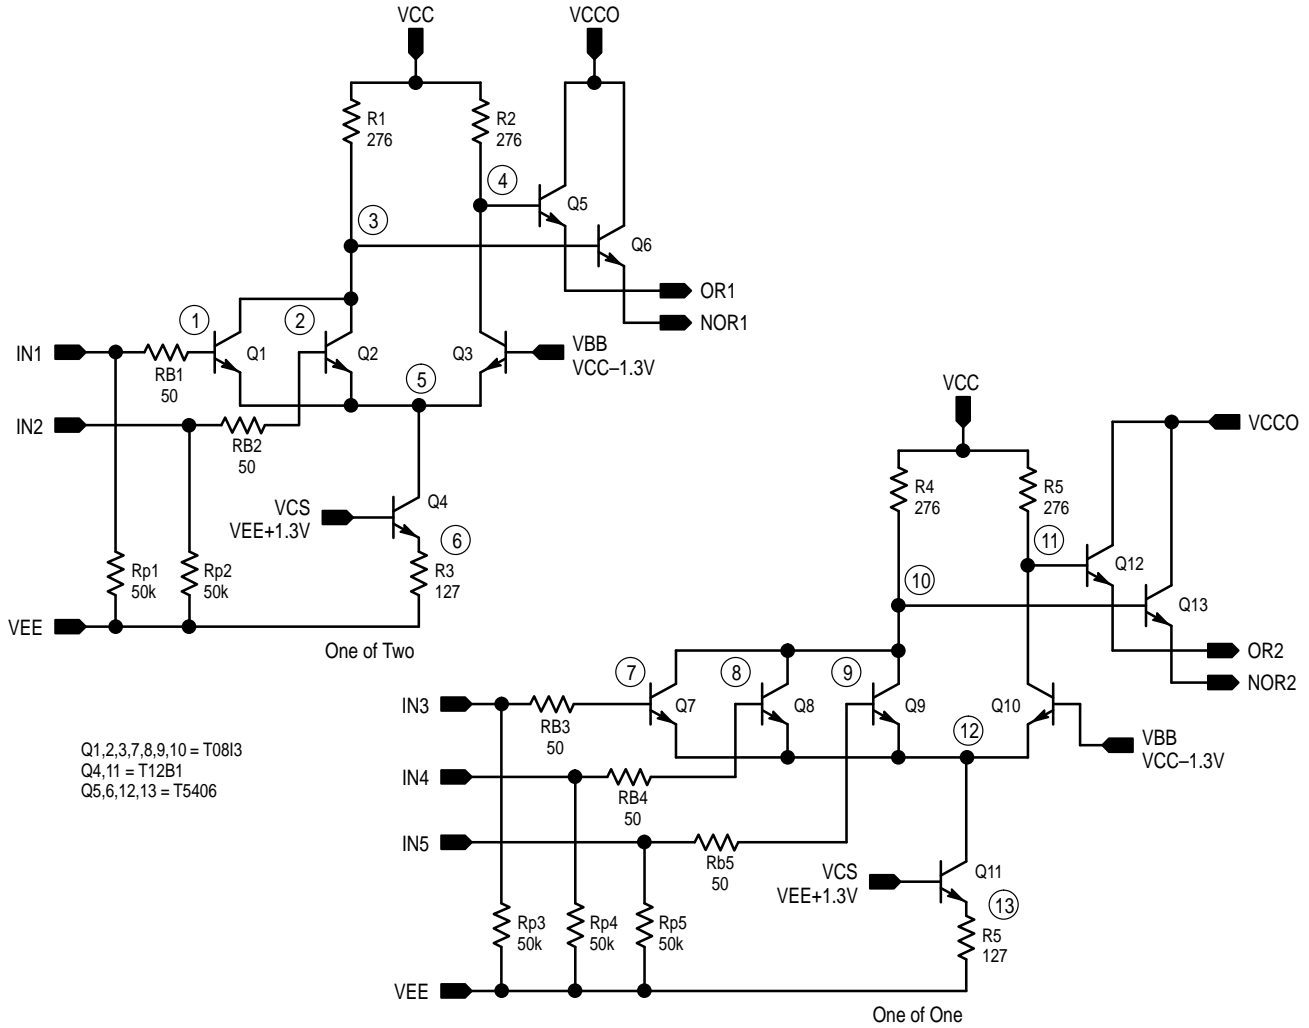 VCC
VCCO
R1
276
R2
276
4
Q5
3
Q6
OR1
NOR1
1
2
IN1
RB1
50
Q1
Q2
Q3
VBB
VCC–1.3V
5
IN2
RB2
50
VCS
VEE+1.3V
Q4
6
R3
127
Rp1
50k
Rp2
50k
VEE
One of Two
VCC
VCCO
R4
276
R5
276
11
Q12
10
Q13
OR2
NOR2
7
8
9
IN3
RB3
50
Q7
Q8
Q9
Q10
12
VBB
VCC–1.3V
IN4
RB4
50
IN5
Rb5
50
VCS
VEE+1.3V
Q11
13
R5
127
Rp3
50k
Rp4
50k
Rp5
50k
VEE
One of One
Q1,2,3,7,8,9,10 = T08I3
Q4,11 = T12B1
Q5,6,12,13 = T5406